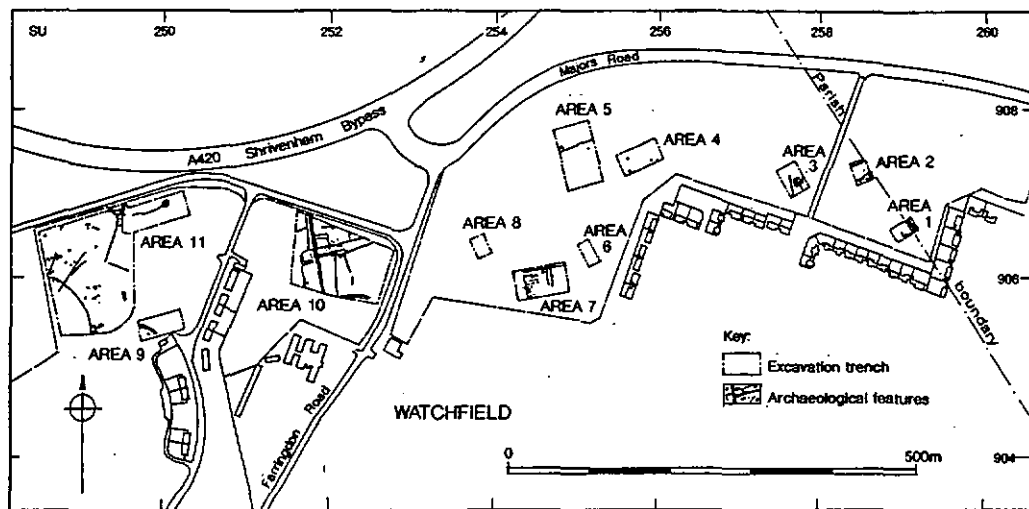 SU 250 252 254 256 258 260
Majors Road
Parish
908
AREA 5
A420 Shrivenham Bypass
AREA 4
AREA 3
AREA 2
AREA 1
AREA 11
AREA 8
AREA 6
906
AREA 10
AREA 7
boundary
AREA 9
Key:
Excavation trench
Archaeological features
Farringdon Road
WATCHFIELD
0 500m
904